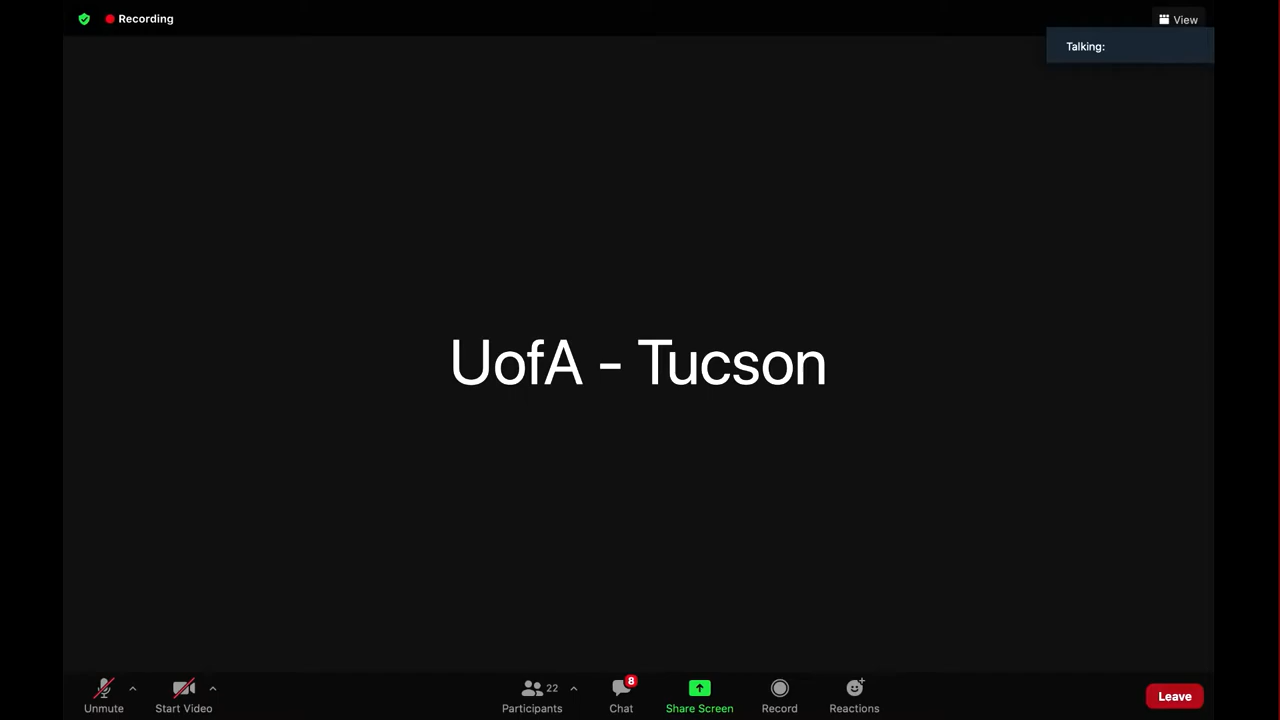 Recording
View
Talking:
UofA - Tucson
22
8
Unmute
Start Video
Participants
Chat
Share Screen
Record
Reactions
Leave